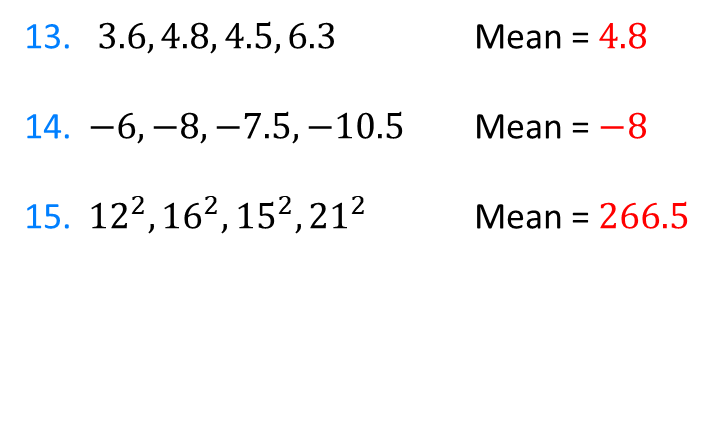 13. 3.6, 4.8, 4.5, 6.3 Mean = 4.8
14. −6, −8, −7.5, −10.5 Mean = −8
15. 12², 16², 15², 21² Mean = 266.5